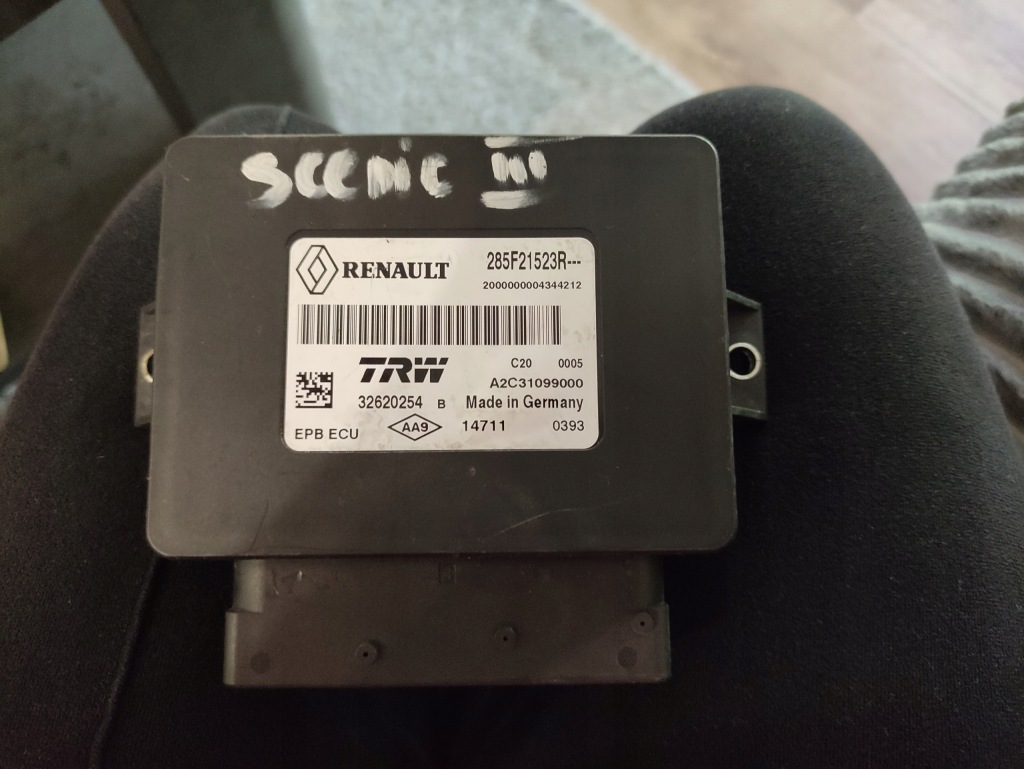 SCENIC III
RENAULT 285F21523R---
2000000004344212
TRW C20 0005
A2C31099000
32620254 B Made in Germany
EPB ECU AA9 14711 0393